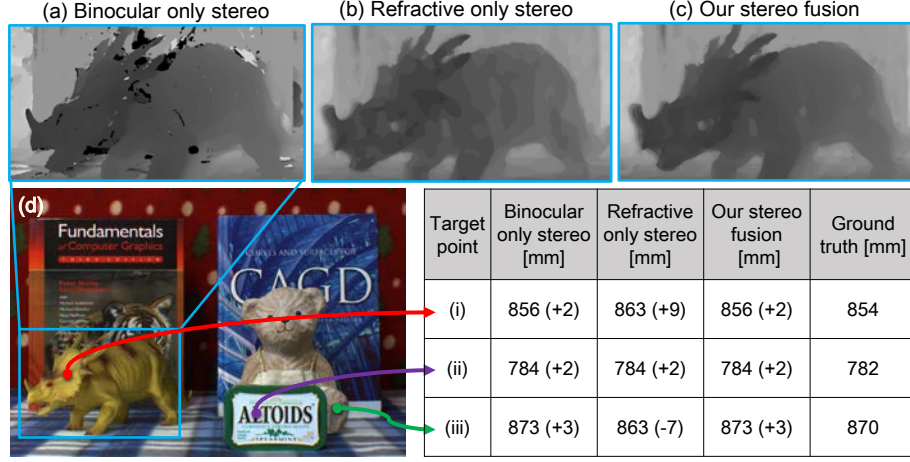 (a) Binocular only stereo
(b) Refractive only stereo
(c) Our stereo fusion
(d)
Fundamentals
of Computer Graphics
THIRD EDITION
CURVES AND SURFACES FOR
CAGD
ALTOIDS
SPEARMINT
Target point
Binocular only stereo [mm]
Refractive only stereo [mm]
Our stereo fusion [mm]
Ground truth [mm]
(i) 856 (+2) 863 (+9) 856 (+2) 854
(ii) 784 (+2) 784 (+2) 784 (+2) 782
(iii) 873 (+3) 863 (-7) 873 (+3) 870